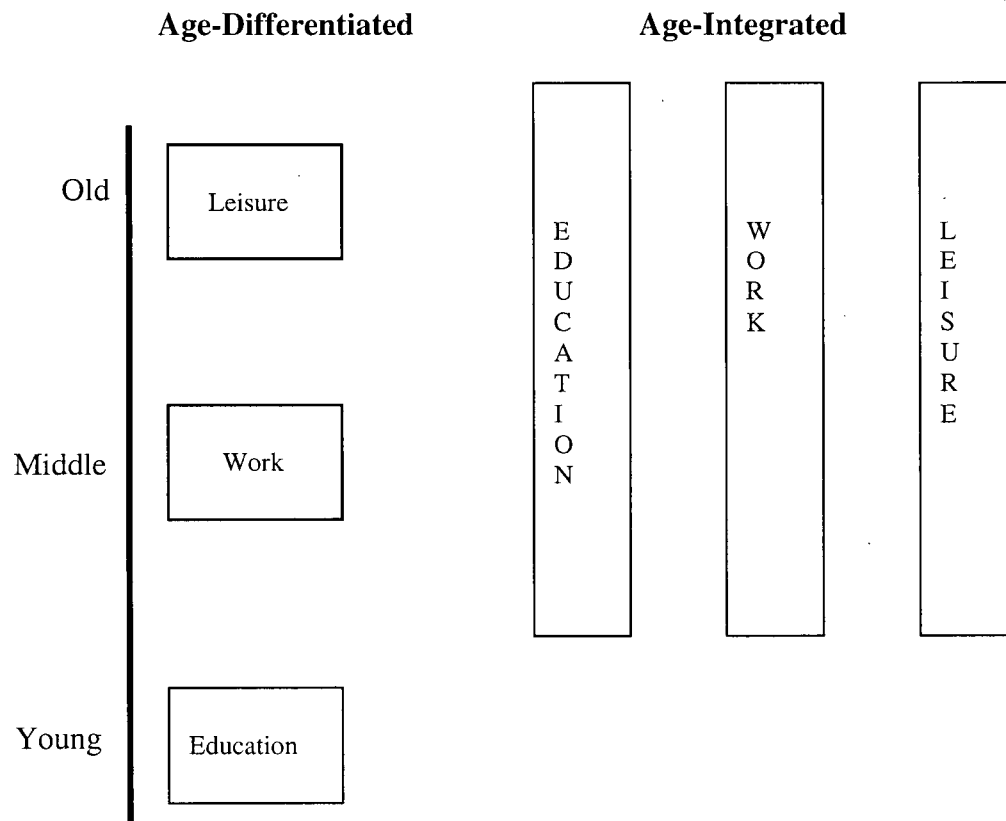 Age-Differentiated
Age-Integrated
Old
Leisure
Middle
Work
Young
Education
EDUCATION
WORK
LEISURE